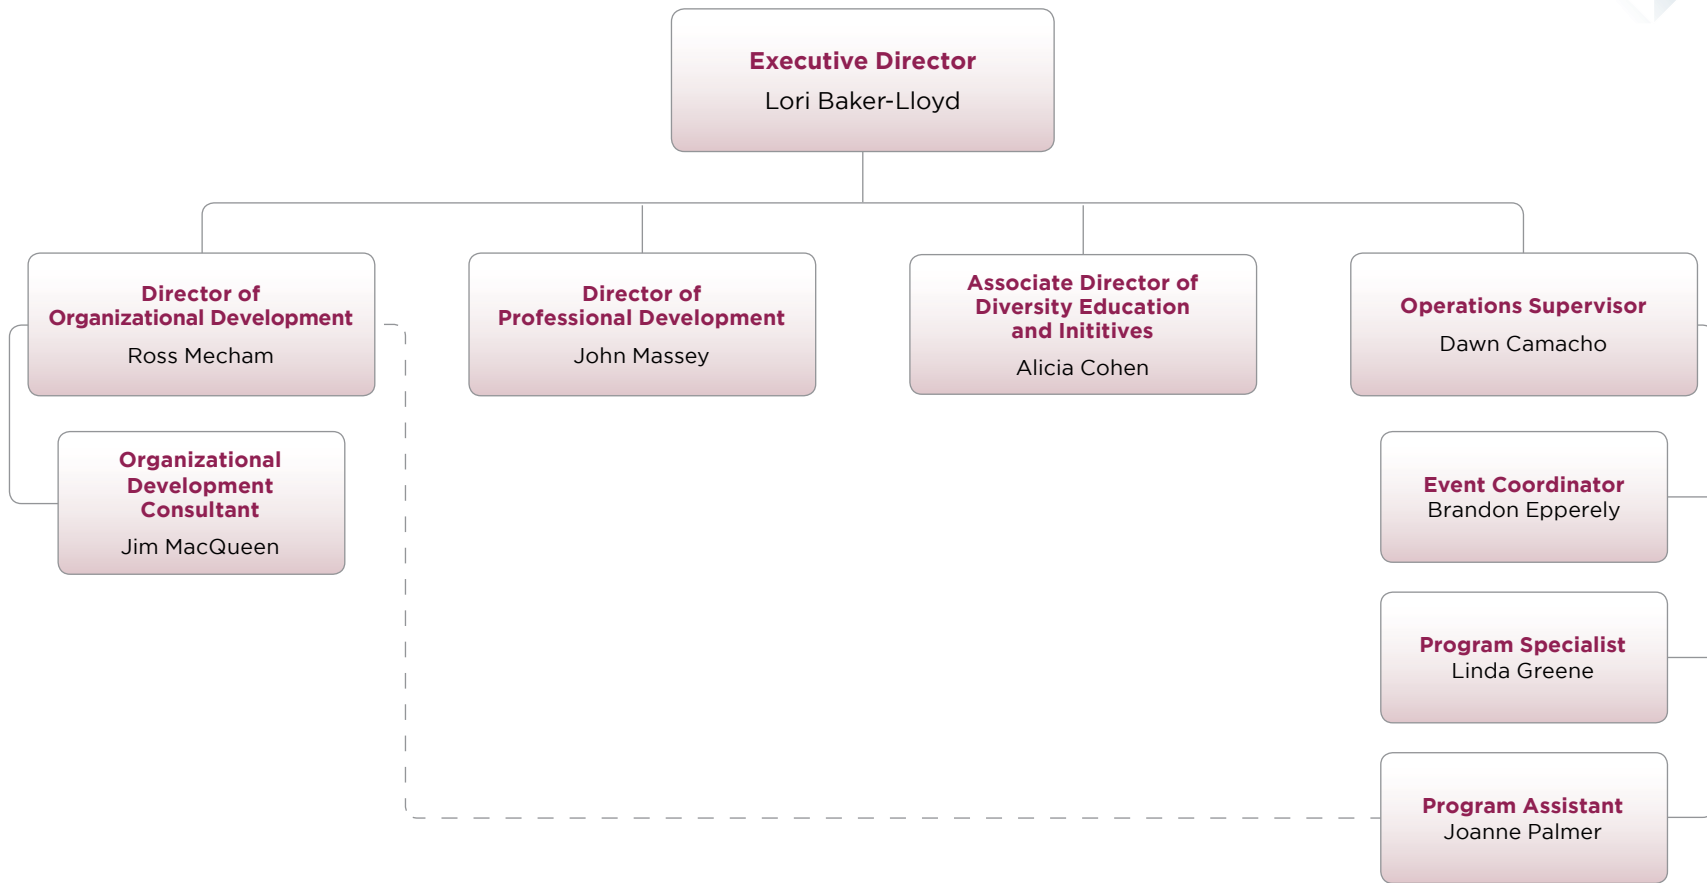 Executive Director
Lori Baker-Lloyd
Director of
Organizational Development
Ross Mecham
Director of
Professional Development
John Massey
Associate Director of
Diversity Education
and Inititives
Alicia Cohen
Operations Supervisor
Dawn Camacho
Organizational
Development
Consultant
Jim MacQueen
Event Coordinator
Brandon Epperely
Program Specialist
Linda Greene
Program Assistant
Joanne Palmer